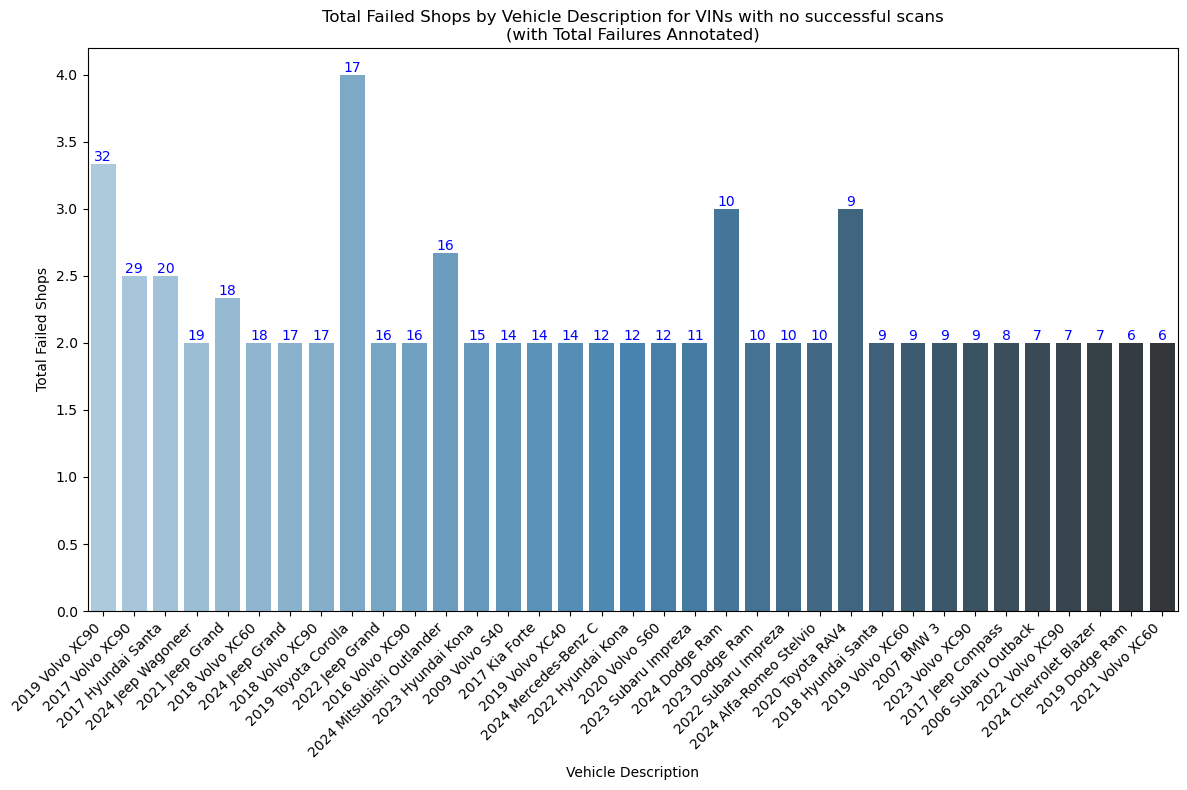 Total Failed Shops by Vehicle Description for VINs with no successful scans
(with Total Failures Annotated)
Total Failed Shops
4.0
3.5
3.0
2.5
2.0
1.5
1.0
0.5
0.0
32
29
20
19
18
18
17
17
17
16
16
16
15
14
14
14
12
12
12
11
10
10
10
10
9
9
9
9
9
8
7
7
7
6
6
2019 Volvo XC90
2017 Volvo XC90
2017 Hyundai Santa
2024 Jeep Wagoneer
2021 Jeep Grand
2018 Volvo XC60
2024 Jeep Grand
2018 Volvo XC90
2019 Toyota Corolla
2022 Jeep Grand
2016 Volvo XC90
2024 Mitsubishi Outlander
2023 Hyundai Kona
2009 Volvo S40
2017 Kia Forte
2019 Volvo XC40
2024 Mercedes-Benz C
2022 Hyundai Kona
2020 Volvo S60
2023 Subaru Impreza
2024 Dodge Ram
2023 Dodge Ram
2022 Subaru Impreza
2024 Alfa-Romeo Stelvio
2020 Toyota RAV4
2018 Hyundai Santa
2019 Volvo XC60
2007 BMW 3
2023 Volvo XC90
2017 Jeep Compass
2006 Subaru Outback
2022 Volvo XC90
2024 Chevrolet Blazer
2019 Dodge Ram
2021 Volvo XC60
Vehicle Description